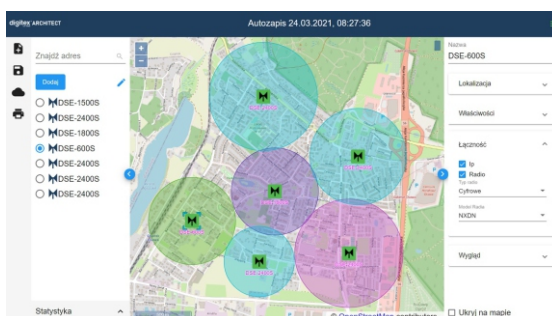 digitex ARCHITECT
Autozapis 24.03.2021, 08:27:36
Znajdź adres
Dodaj
DSE-1500S
DSE-2400S
DSE-1800S
DSE-600S
DSE-2400S
DSE-2400S
DSE-2400S
Statystyka
DSE-2400S
© OpenStreetMap contributors
Nazwa
DSE-600S
Lokalizacja
Właściwości
Łączność
Ip
Radio
Typ radia
Cyfrowe
Model Radia
NXDN
Wygląd
Ukryj na mapie